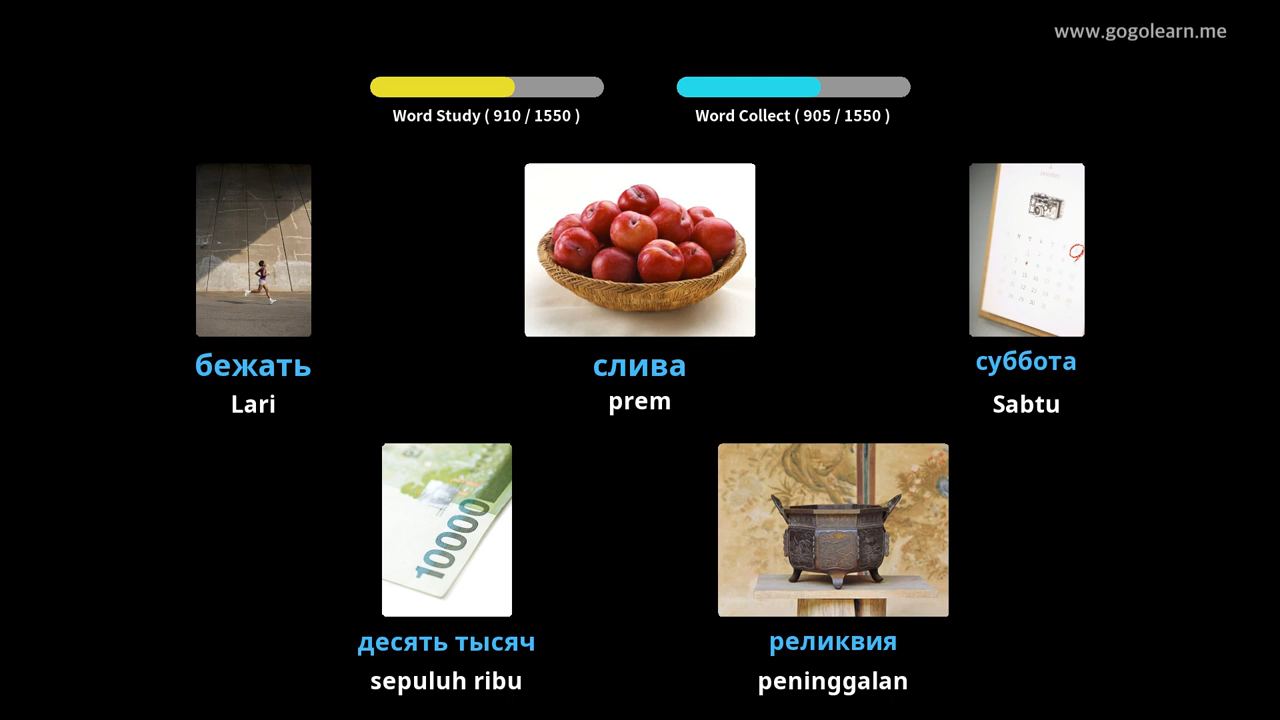 www.gogolearn.me
Word Study ( 910 / 1550 )
Word Collect ( 905 / 1550 )
бежать
Lari
слива
prem
суббота
Sabtu
10000
десять тысяч
sepuluh ribu
реликвия
peninggalan